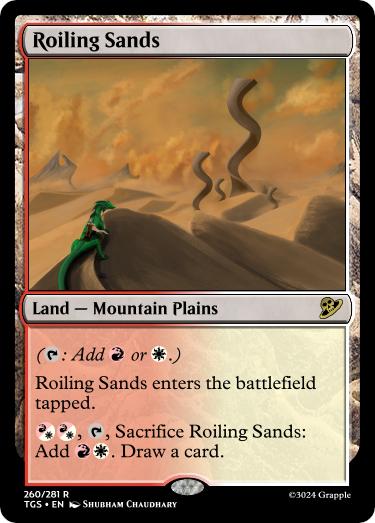 Roiling Sands
Land — Mountain Plains
(: Add or .)
Roiling Sands enters the battlefield
tapped.
, , Sacrifice Roiling Sands:
Add . Draw a card.
260/281 R
TGS • EN Shubham Chaudhary
©3024 Grapple